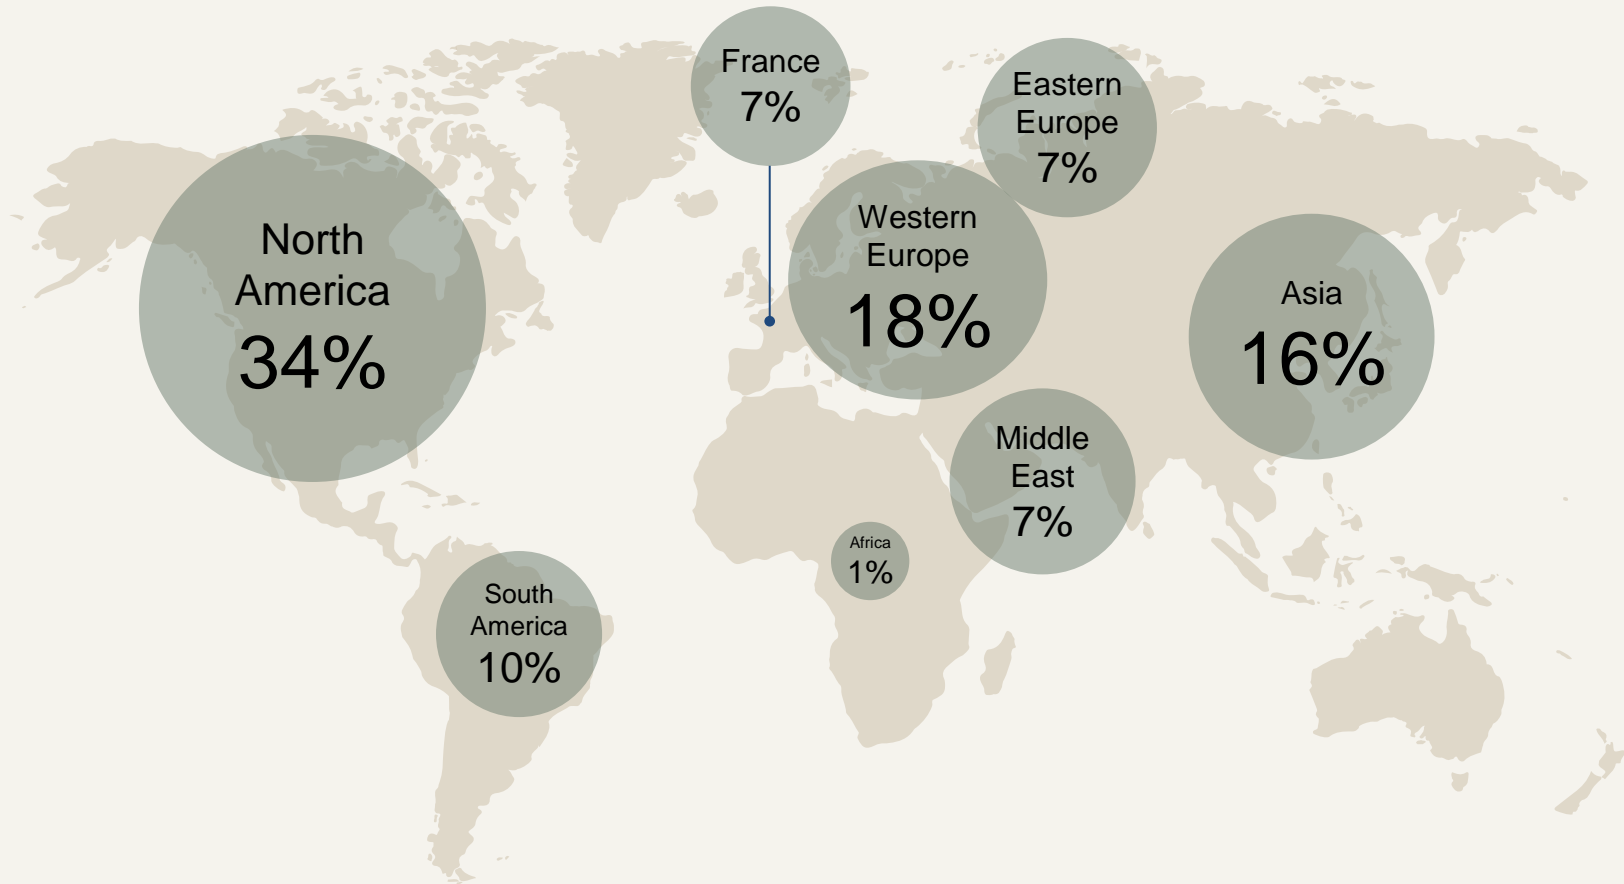 France
7%
Eastern
Europe
7%
North
America
34%
Western
Europe
18%
Asia
16%
Middle
East
7%
Africa
1%
South
America
10%